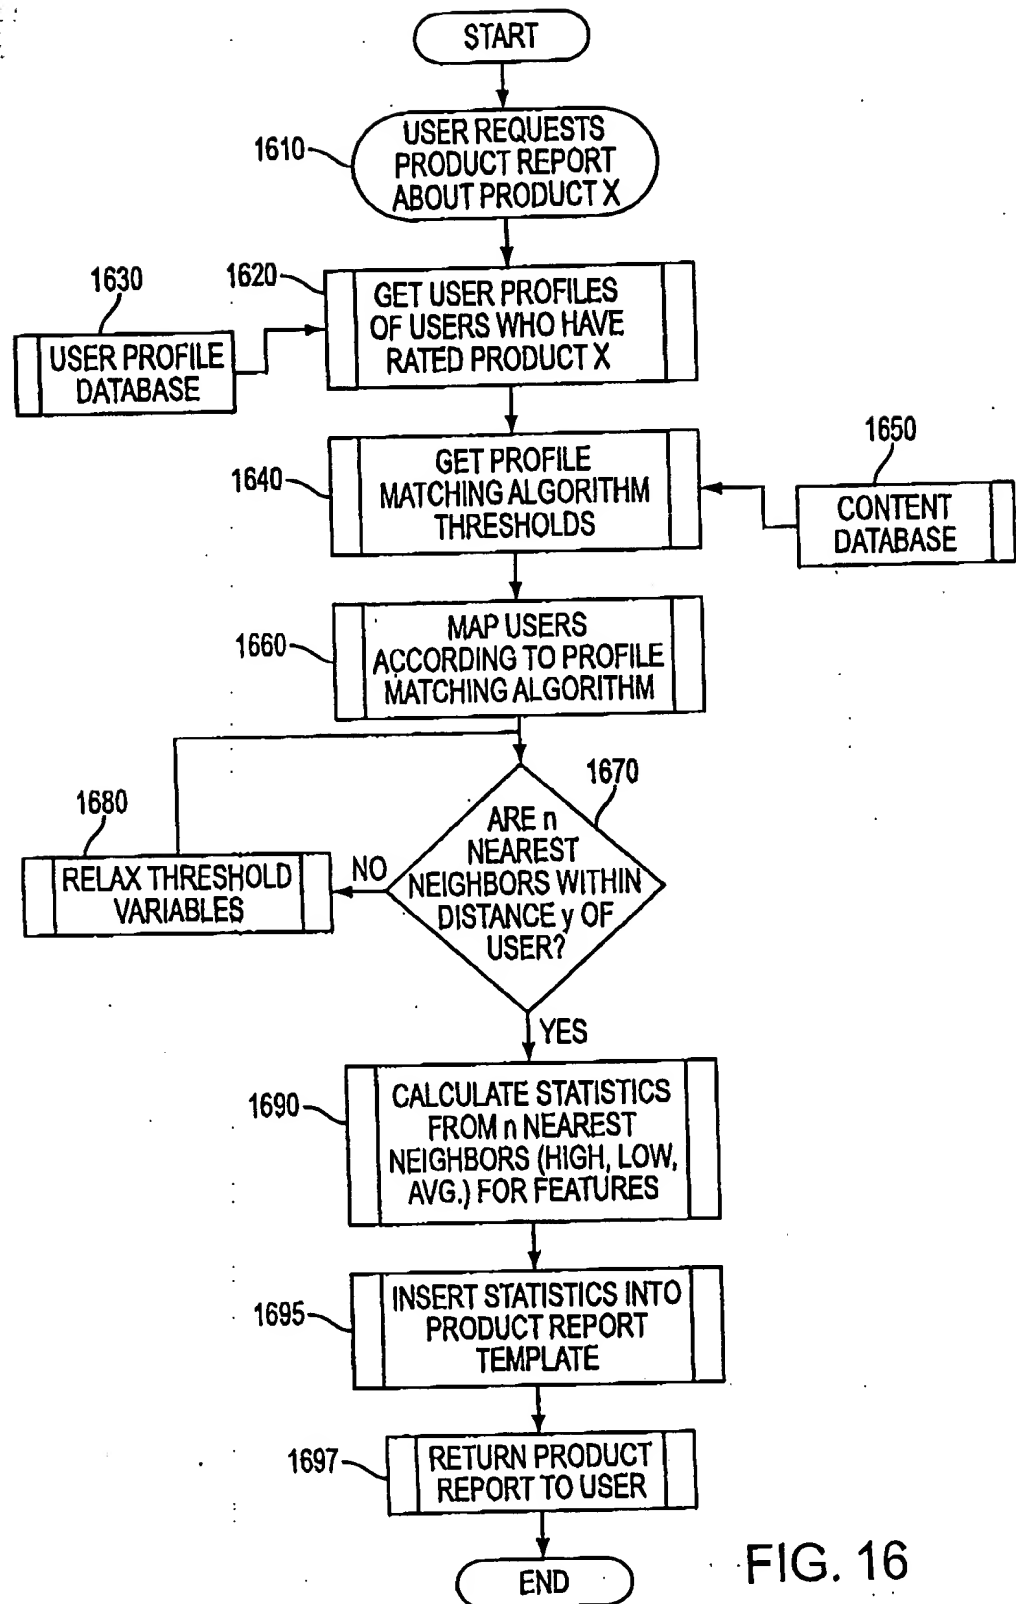 START
1610
USER REQUESTS
PRODUCT REPORT
ABOUT PRODUCT X
1630
USER PROFILE
DATABASE
1620
GET USER PROFILES
OF USERS WHO HAVE
RATED PRODUCT X
1640
GET PROFILE
MATCHING ALGORITHM
THRESHOLDS
1650
CONTENT
DATABASE
1660
MAP USERS
ACCORDING TO PROFILE
MATCHING ALGORITHM
1670
ARE n
NEAREST
NEIGHBORS WITHIN
DISTANCE y OF
USER?
1680
RELAX THRESHOLD
VARIABLES
NO
YES
1690
CALCULATE STATISTICS
FROM n NEAREST
NEIGHBORS (HIGH, LOW,
AVG.) FOR FEATURES
1695
INSERT STATISTICS INTO
PRODUCT REPORT
TEMPLATE
1697
RETURN PRODUCT
REPORT TO USER
END
FIG. 16